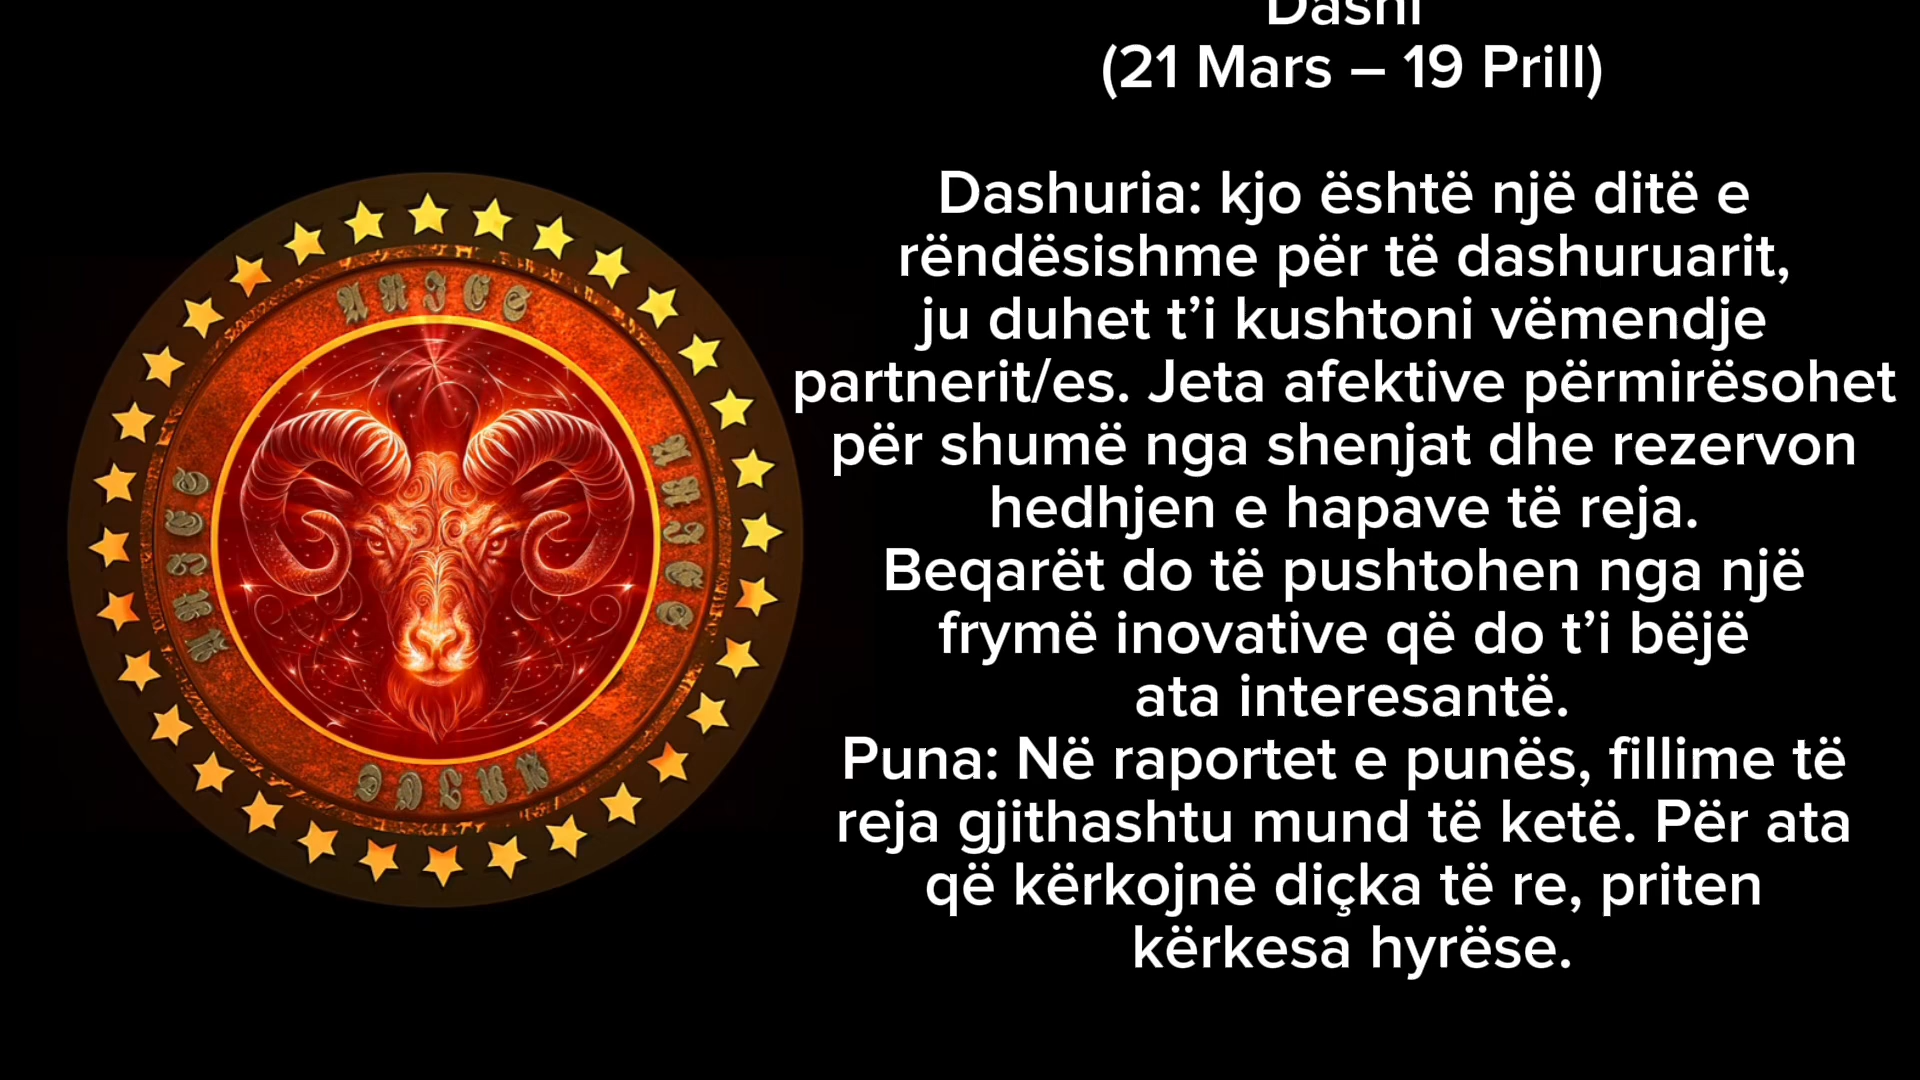 Dashi
(21 Mars – 19 Prill)
Dashuria: kjo është një ditë e
rëndësishme për të dashuruarit,
ju duhet t’i kushtoni vëmendje
partnerit/es. Jeta afektive përmirësohet
për shumë nga shenjat dhe rezervon
hedhjen e hapave të reja.
Beqarët do të pushtohen nga një
frymë inovative që do t’i bëjë
ata interesantë.
Puna: Në raportet e punës, fillime të
reja gjithashtu mund të ketë. Për ata
që kërkojnë diçka të re, priten
kërkesa hyrëse.